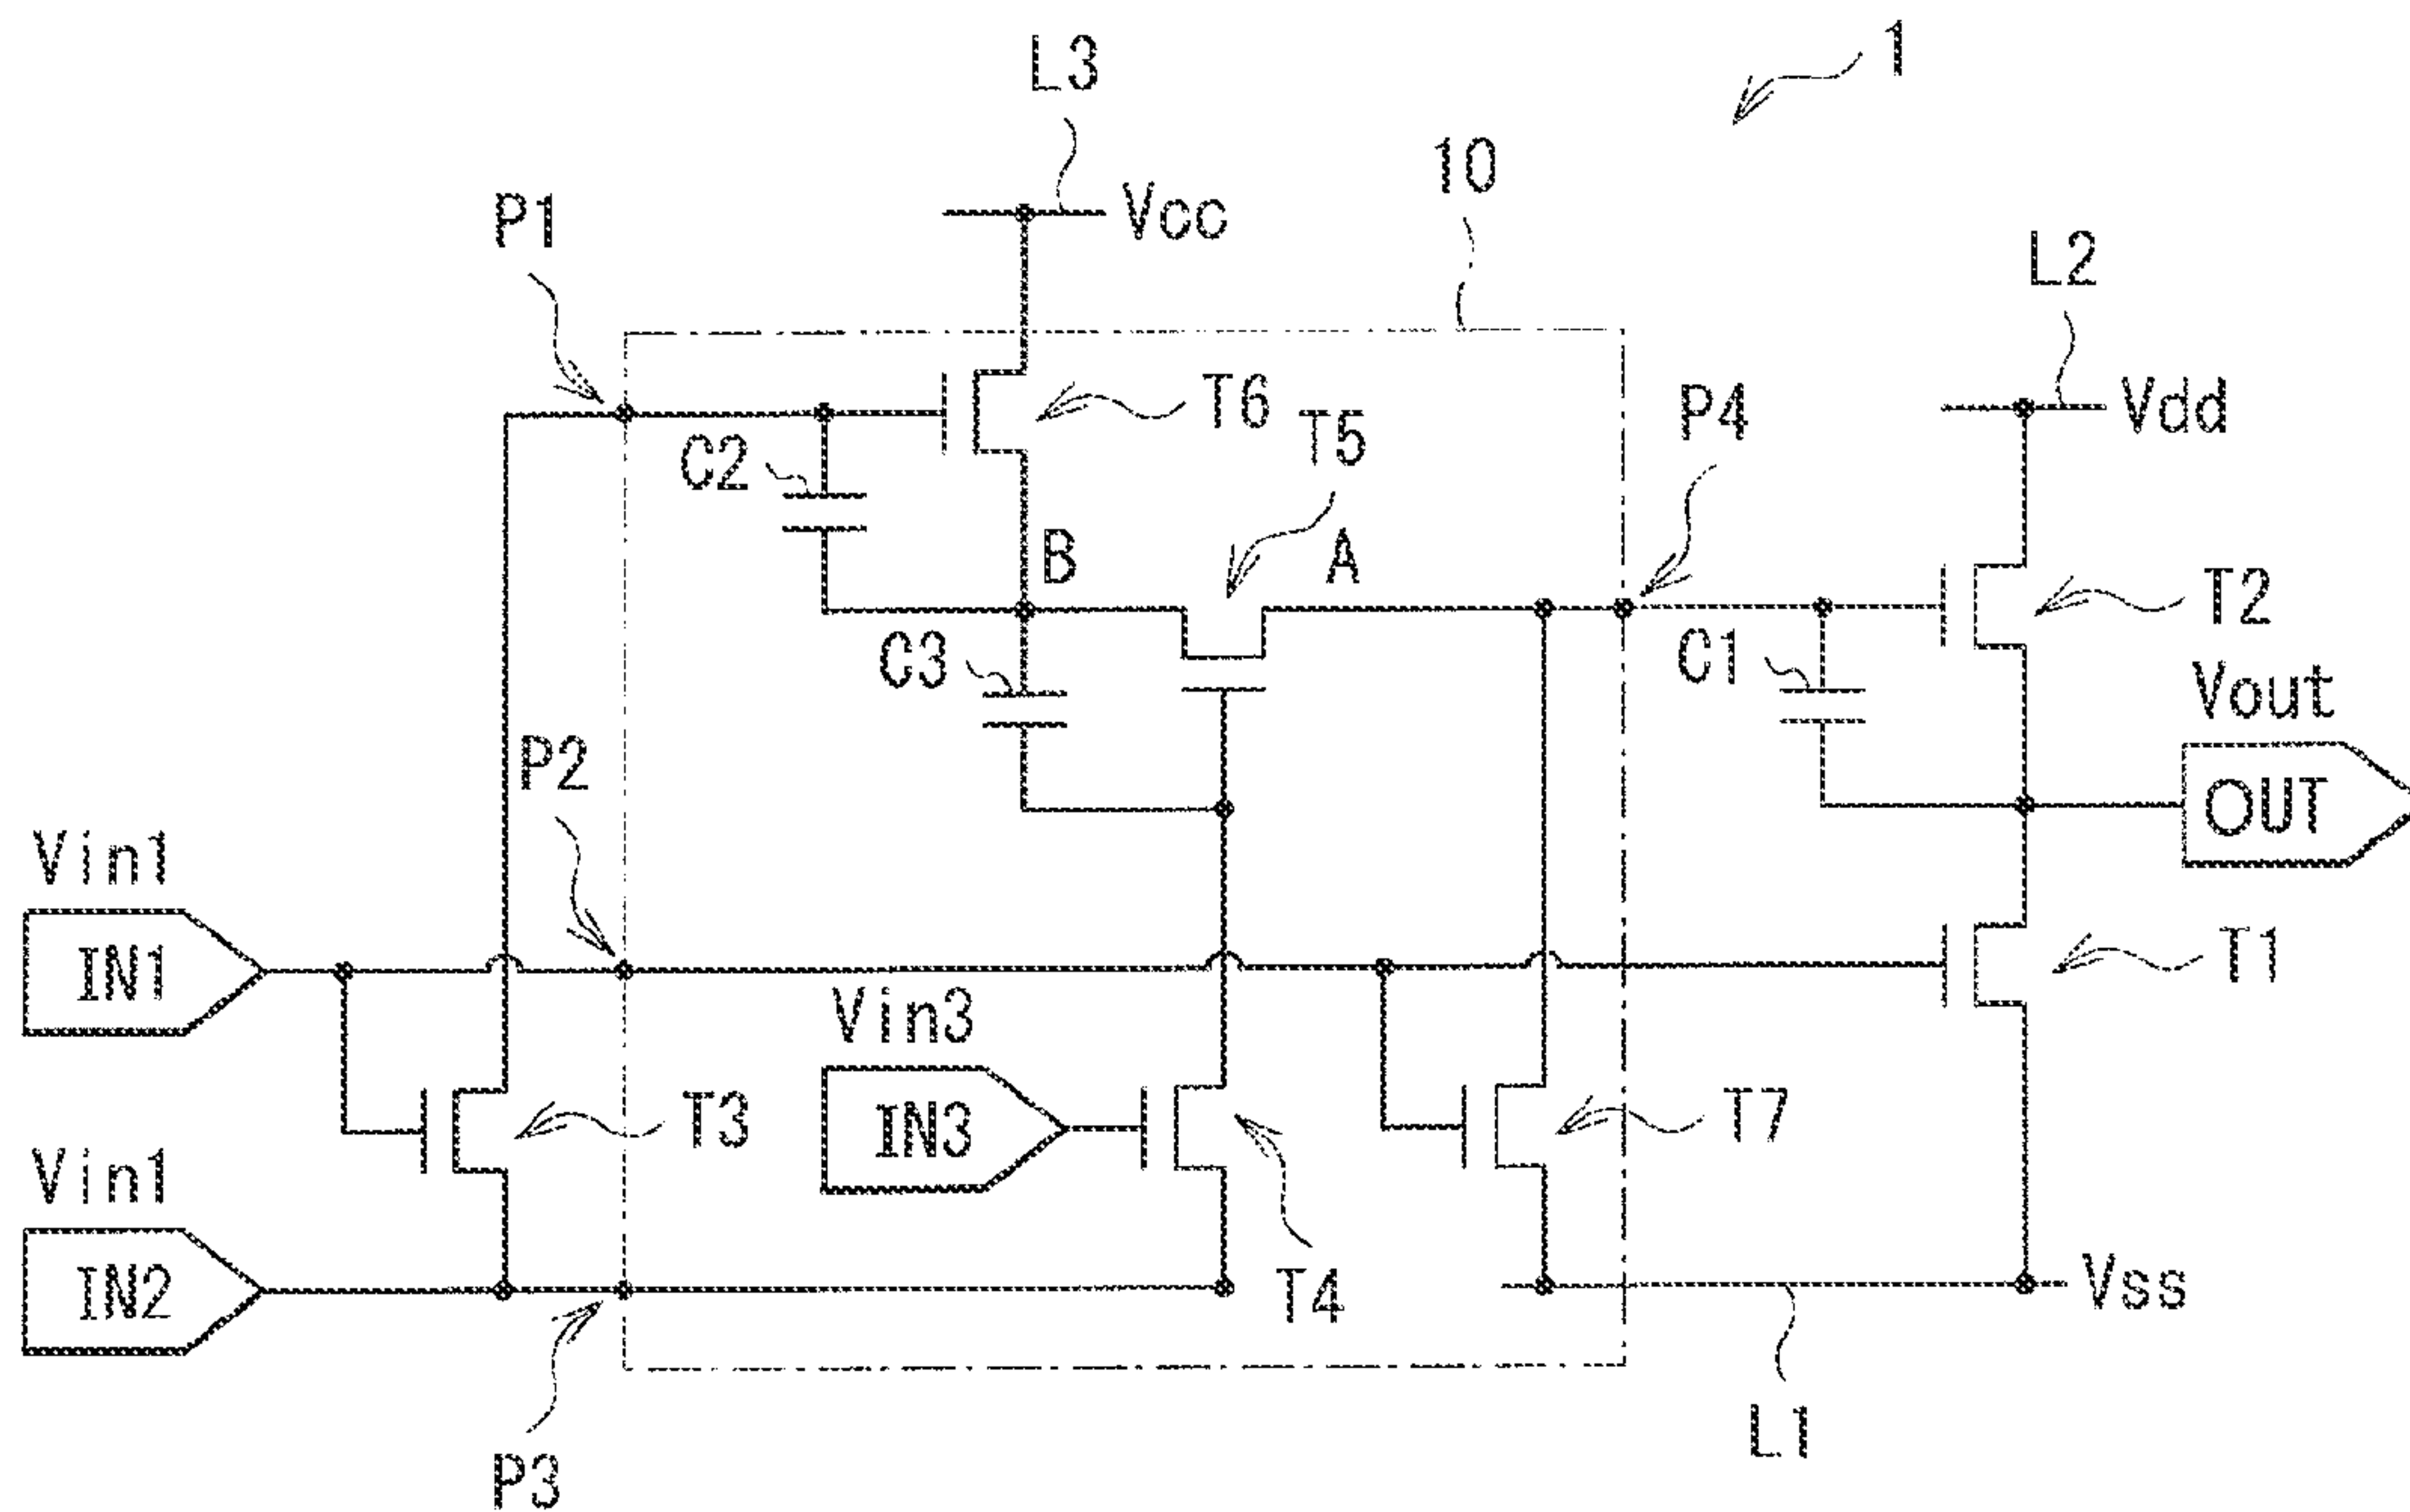 1
L3
10
P1
Vcc
L2
T6
P4
Vdd
T5
C2
B
A
T2
C3
C1
Vout
P2
OUT
Vin1
IN1
T1
Vin3
T3
IN3
T7
Vin1
IN2
T4
Vss
L1
P3